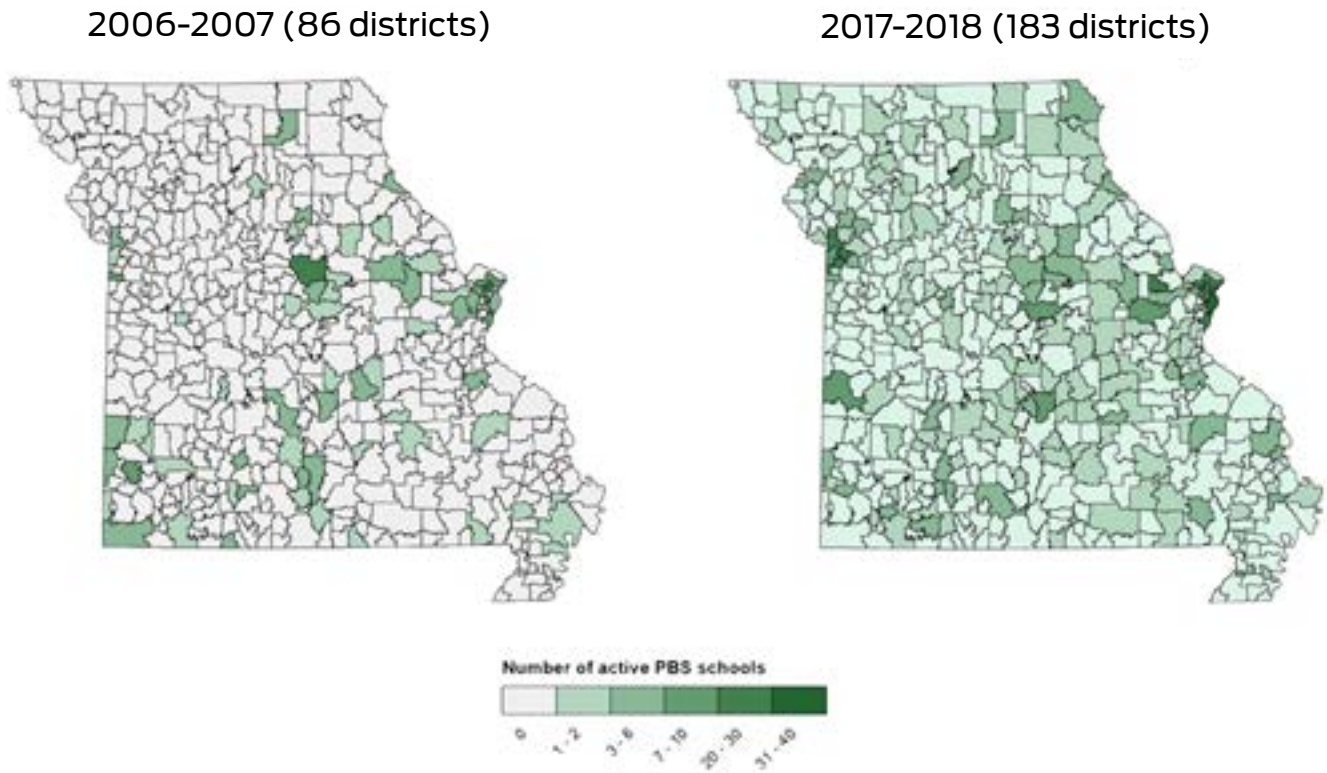 2006-2007 (86 districts)
2017-2018 (183 districts)
Number of active PBS schools
0
1 - 2
3 - 6
7 - 10
20 - 30
31 - 40